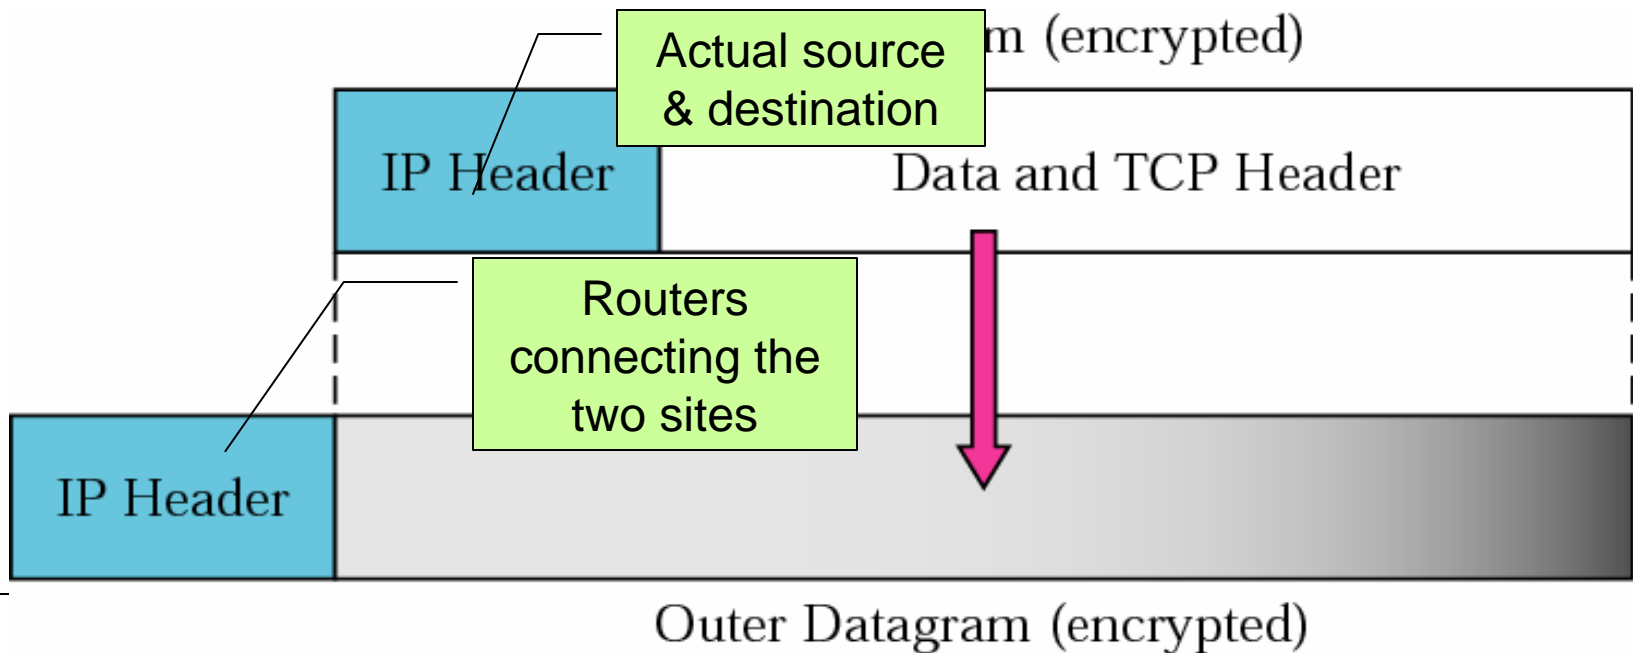 Actual source
& destination
m (encrypted)
IP Header
Data and TCP Header
Routers
connecting the
two sites
IP Header
Outer Datagram (encrypted)